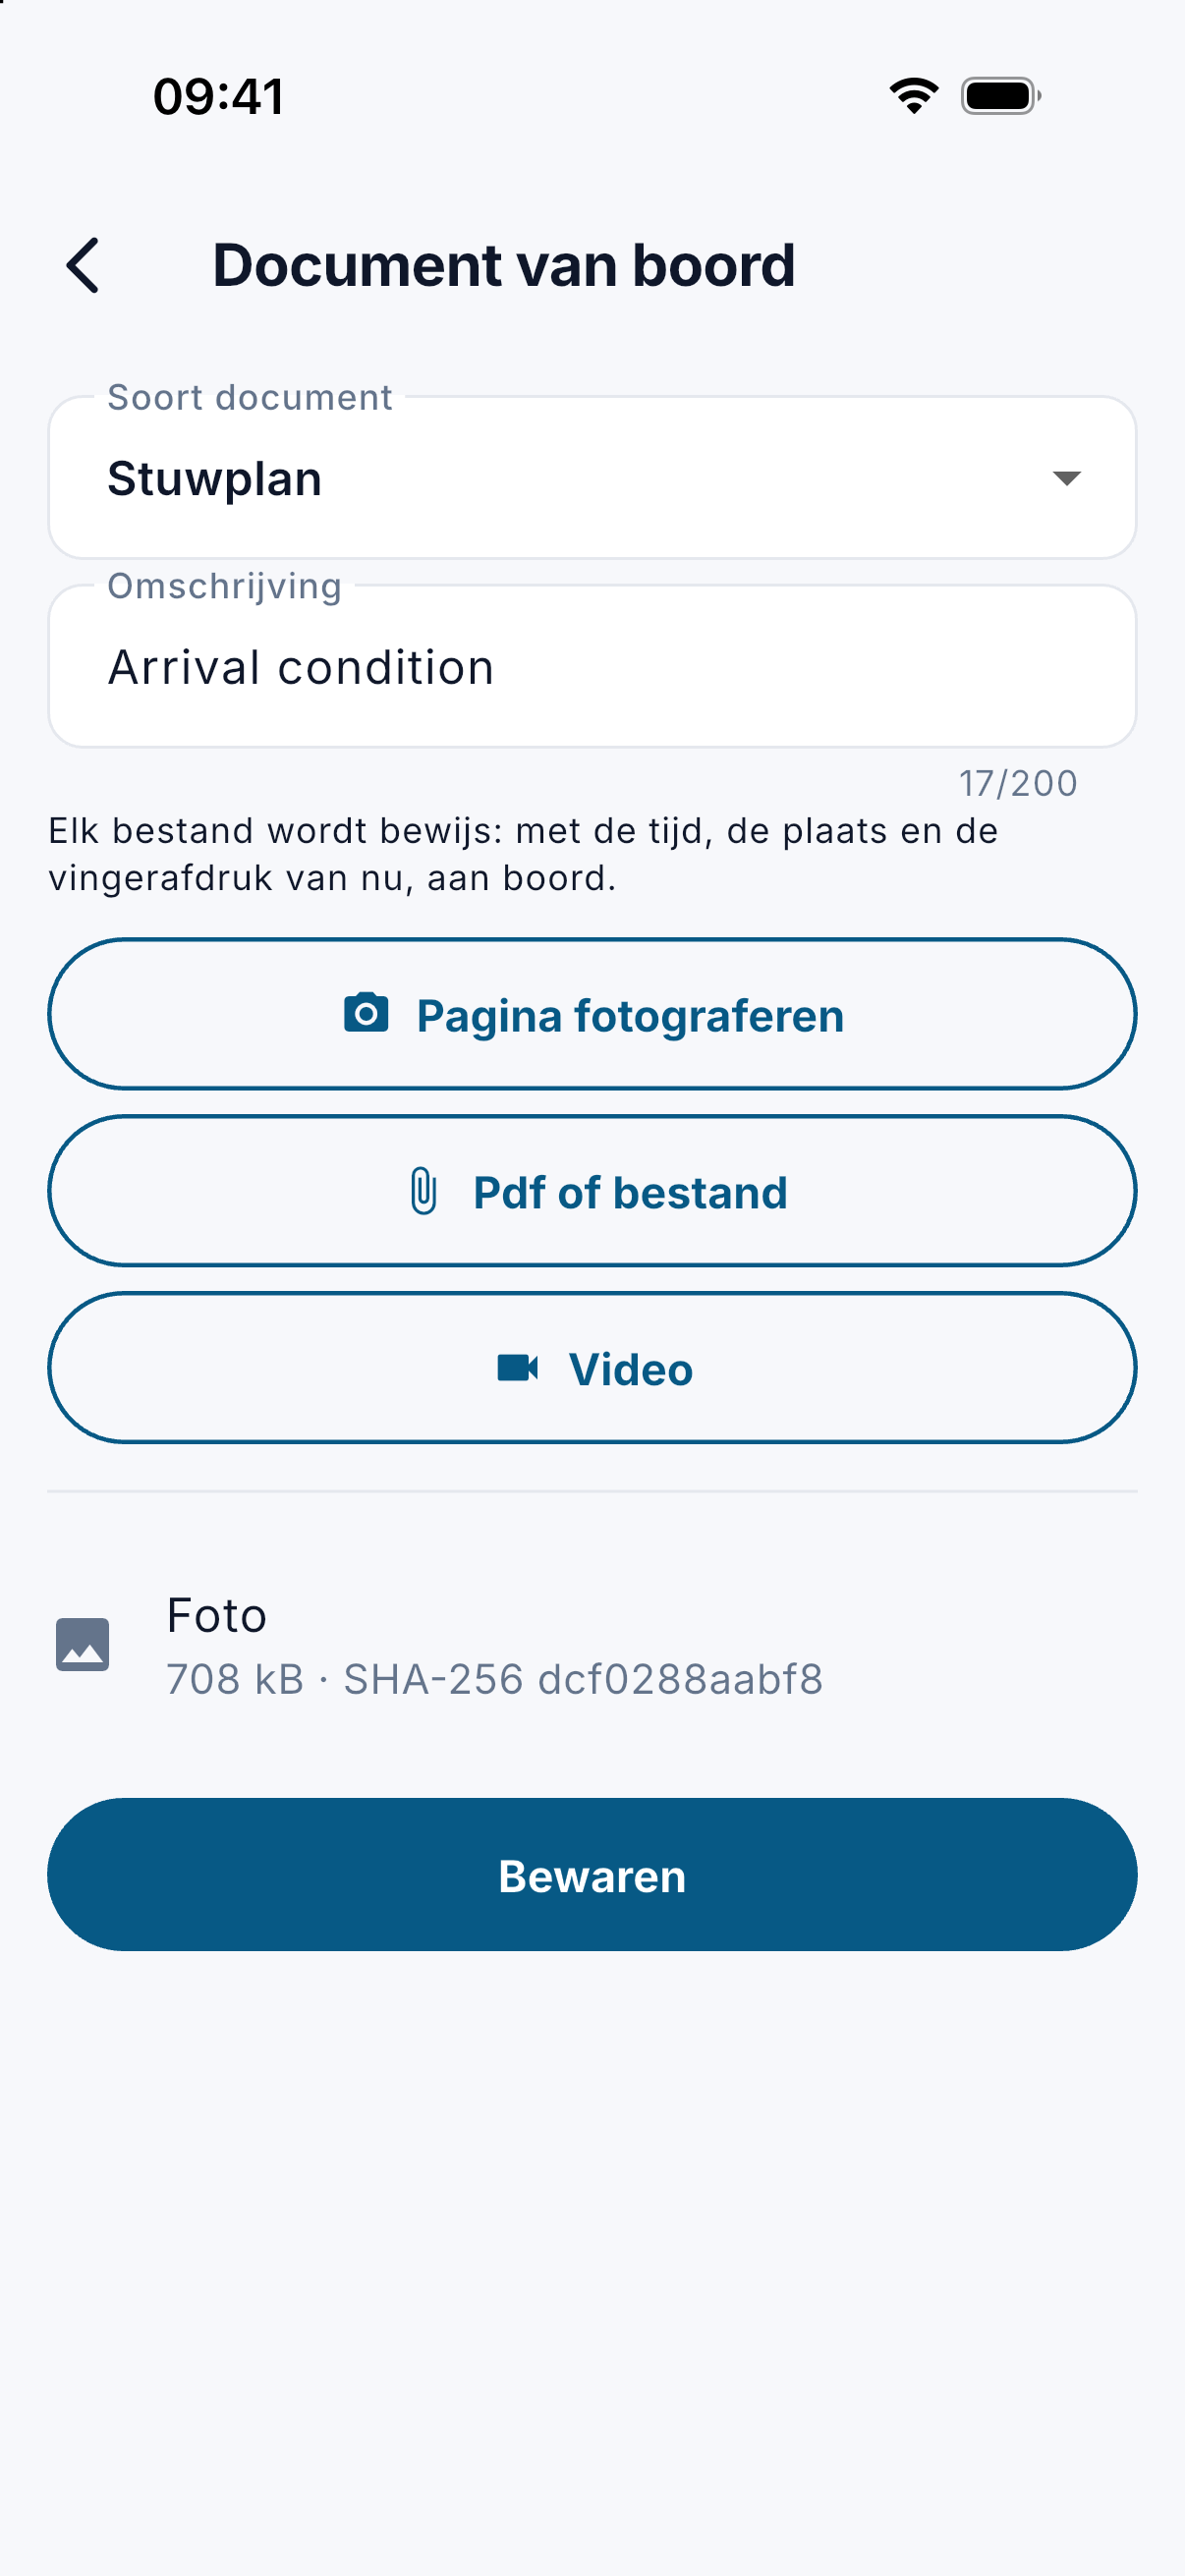 09:41
Document van boord
Soort document
Stuwplan
Omschrijving
Arrival condition
17/200
Elk bestand wordt bewijs: met de tijd, de plaats en de
vingerafdruk van nu, aan boord.
Pagina fotograferen
Pdf of bestand
Video
Foto
708 kB · SHA-256 dcf0288aabf8
Bewaren